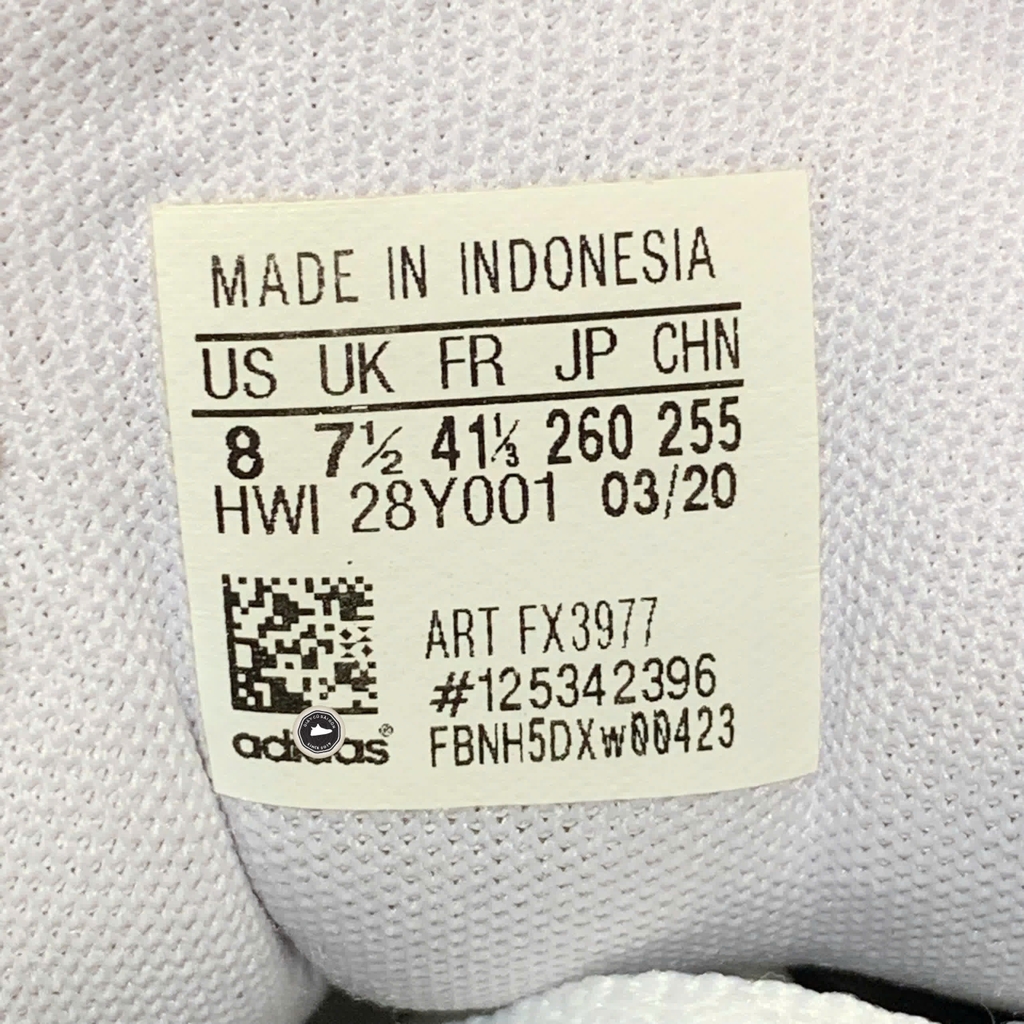 MADE IN INDONESIA
US UK FR JP CHN
8 7½ 41⅓ 260 255
HWI 28Y001 03/20
ART FX3977
#125342396
adidas®
FBNH5DXw00423